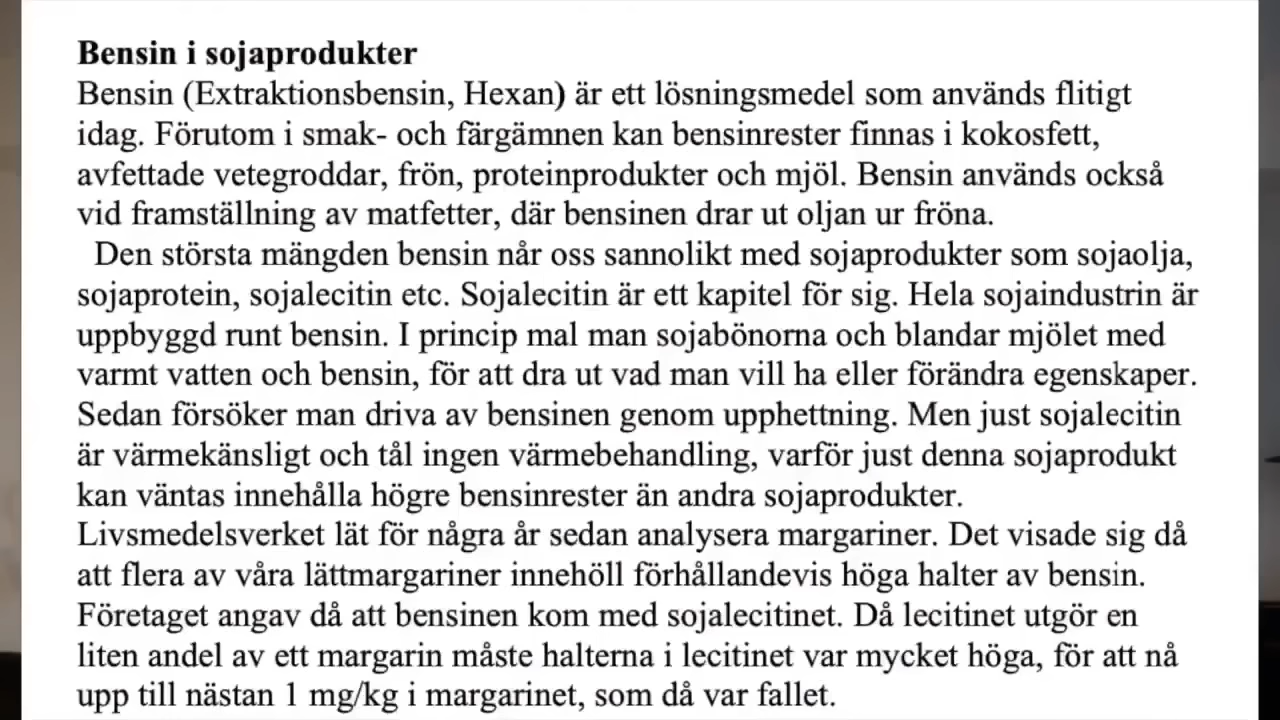 Bensin i sojaprodukter
Bensin (Extraktionsbensin, Hexan) är ett lösningsmedel som används flitigt
idag. Förutom i smak- och färgämnen kan bensinrester finnas i kokosfett,
avfettade vetegroddar, frön, proteinprodukter och mjöl. Bensin används också
vid framställning av matfetter, där bensinen drar ut oljan ur fröna.
Den största mängden bensin når oss sannolikt med sojaprodukter som sojaolja,
sojaprotein, sojalecitin etc. Sojalecitin är ett kapitel för sig. Hela sojaindustrin är
uppbyggd runt bensin. I princip mal man sojabönorna och blandar mjölet med
varmt vatten och bensin, för att dra ut vad man vill ha eller förändra egenskaper.
Sedan försöker man driva av bensinen genom upphettning. Men just sojalecitin
är värmekänsligt och tål ingen värmebehandling, varför just denna sojaprodukt
kan väntas innehålla högre bensinrester än andra sojaprodukter.
Livsmedelsverket lät för några år sedan analysera margariner. Det visade sig då
att flera av våra lättmargariner innehöll förhållandevis höga halter av bensin.
Företaget angav då att bensinen kom med sojalecitinet. Då lecitinet utgör en
liten andel av ett margarin måste halterna i lecitinet var mycket höga, för att nå
upp till nästan 1 mg/kg i margarinet, som då var fallet.